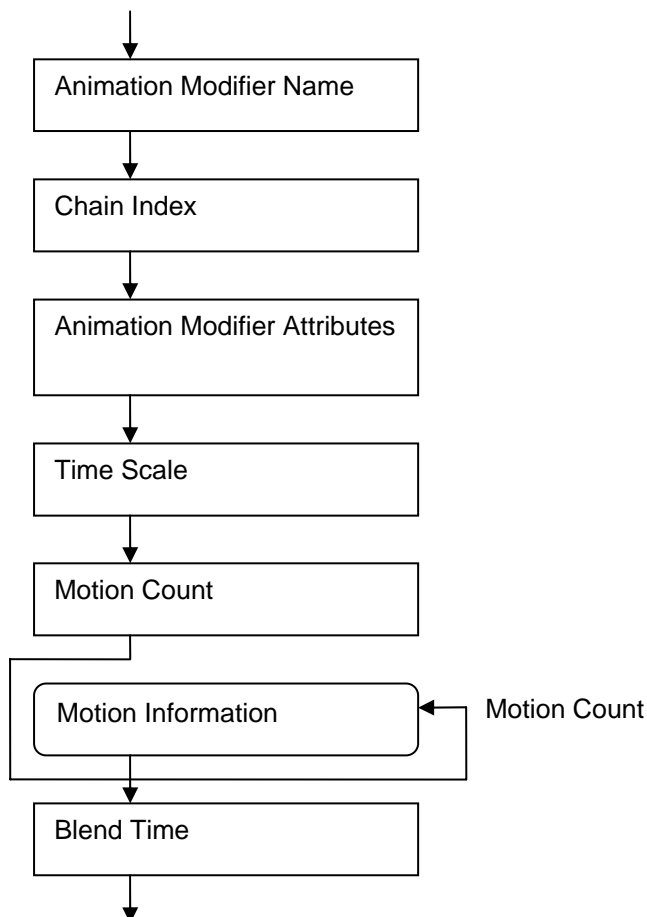 Animation Modifier Name
Chain Index
Animation Modifier Attributes
Time Scale
Motion Count
Motion Information
Motion Count
Blend Time